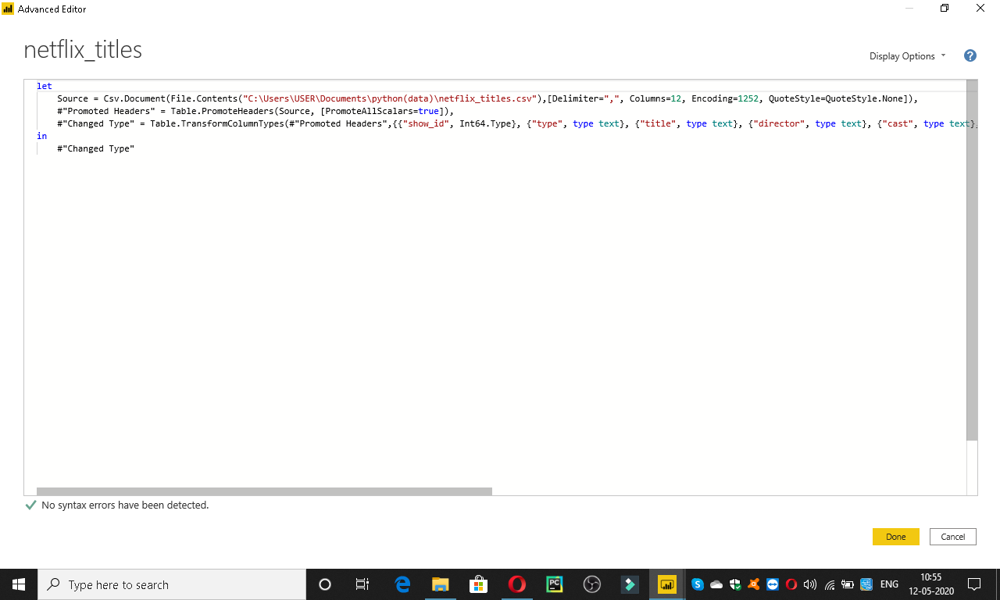 Advanced Editor
netflix_titles
Display Options
?
let
Source = Csv.Document(File.Contents("C:\Users\USER\Documents\python(data)\netflix_titles.csv"),[Delimiter=",", Columns=12, Encoding=1252, QuoteStyle=QuoteStyle.None]),
#"Promoted Headers" = Table.PromoteHeaders(Source, [PromoteAllScalars=true]),
#"Changed Type" = Table.TransformColumnTypes(#"Promoted Headers",{{"show_id", Int64.Type}, {"type", type text}, {"title", type text}, {"director", type text}, {"cast", type text},
in
#"Changed Type"
No syntax errors have been detected.
Done
Cancel
Type here to search
PC
ENG
10:55
12-05-2020